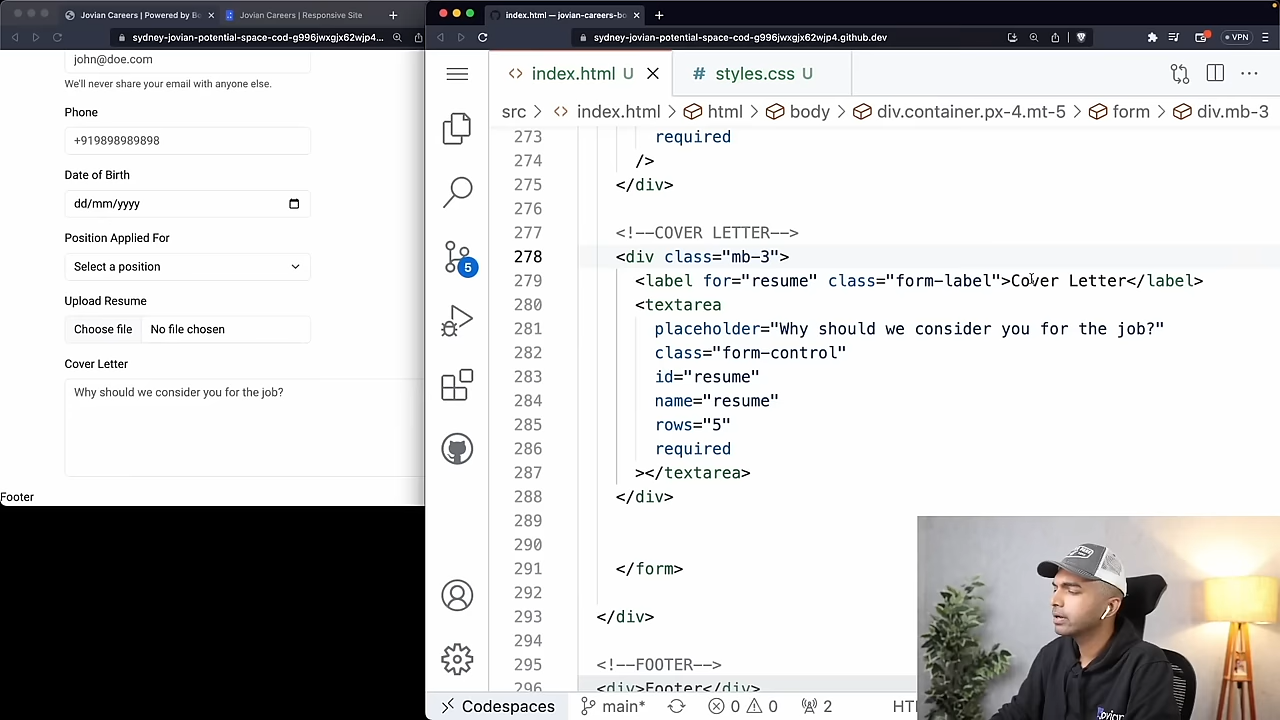 Jovian Careers | Powered by Bo
Jovian Careers | Responsive Site
sydney-jovian-potential-space-cod-g996jwxgjx62wjp4...
john@doe.com
We'll never share your email with anyone else.
Phone
+919898989898
Date of Birth
dd/mm/yyyy
Position Applied For
Select a position
Upload Resume
Choose file No file chosen
Cover Letter
Why should we consider you for the job?
Footer
index.html — jovian-careers-bo
sydney-jovian-potential-space-cod-g996jwxgjx62wjp4.github.dev
VPN
<> index.html U
# styles.css U
src > <> index.html > html > body > div.container.px-4.mt-5 > form > div.mb-3
273 required
274 />
275 </div>
276
277 <!--COVER LETTER-->
278 <div class="mb-3">
279 <label for="resume" class="form-label">Cover Letter</label>
280 <textarea
281 placeholder="Why should we consider you for the job?"
282 class="form-control"
283 id="resume"
284 name="resume"
285 rows="5"
286 required
287 ></textarea>
288 </div>
289
290
291 </form>
292
293 </div>
294
295 <!--FOOTER-->
296 <div>Footer</div>
5
Codespaces
main*
0 0
2
HT
Jovian